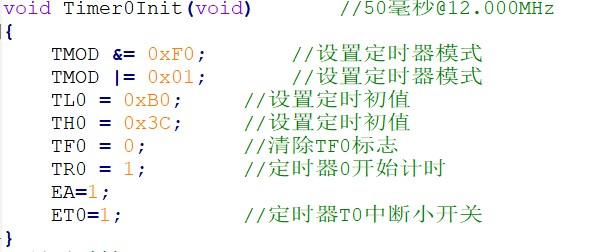 void Timer0Init(void)        //50毫秒@12.000MHz
{
    TMOD &= 0xF0;        //设置定时器模式
    TMOD |= 0x01;        //设置定时器模式
    TL0 = 0xB0;     //设置定时初值
    TH0 = 0x3C;     //设置定时初值
    TF0 = 0;        //清除TF0标志
    TR0 = 1;        //定时器0开始计时
    EA=1;
    ET0=1;          //定时器T0中断小开关
}